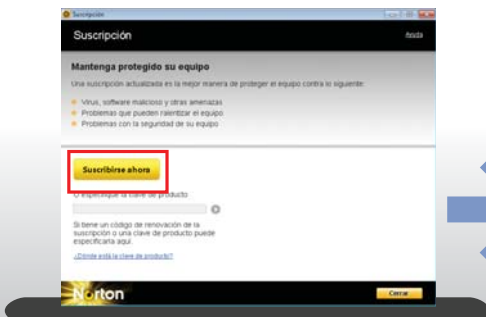 Suscripción
Suscripción
Ayuda
Mantenga protegido su equipo
Una suscripción actualizada es la mejor manera de proteger el equipo contra lo siguiente:
Virus, software malicioso y otras amenazas
Problemas que pueden ralentizar el equipo
Problemas con la seguridad de su equipo
Suscribirse ahora
O especifique la clave de producto
Si tiene un código de renovación de la
suscripción o una clave de producto puede
especificarla aquí.
¿Dónde está la clave de producto?
Norton
Cerrar